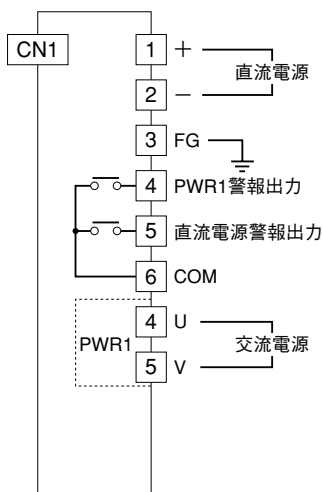 CN1
1 +
直流電源
2 −
3 FG
4 PWR1警報出力
5 直流電源警報出力
6 COM
PWR1
4 U
交流電源
5 V